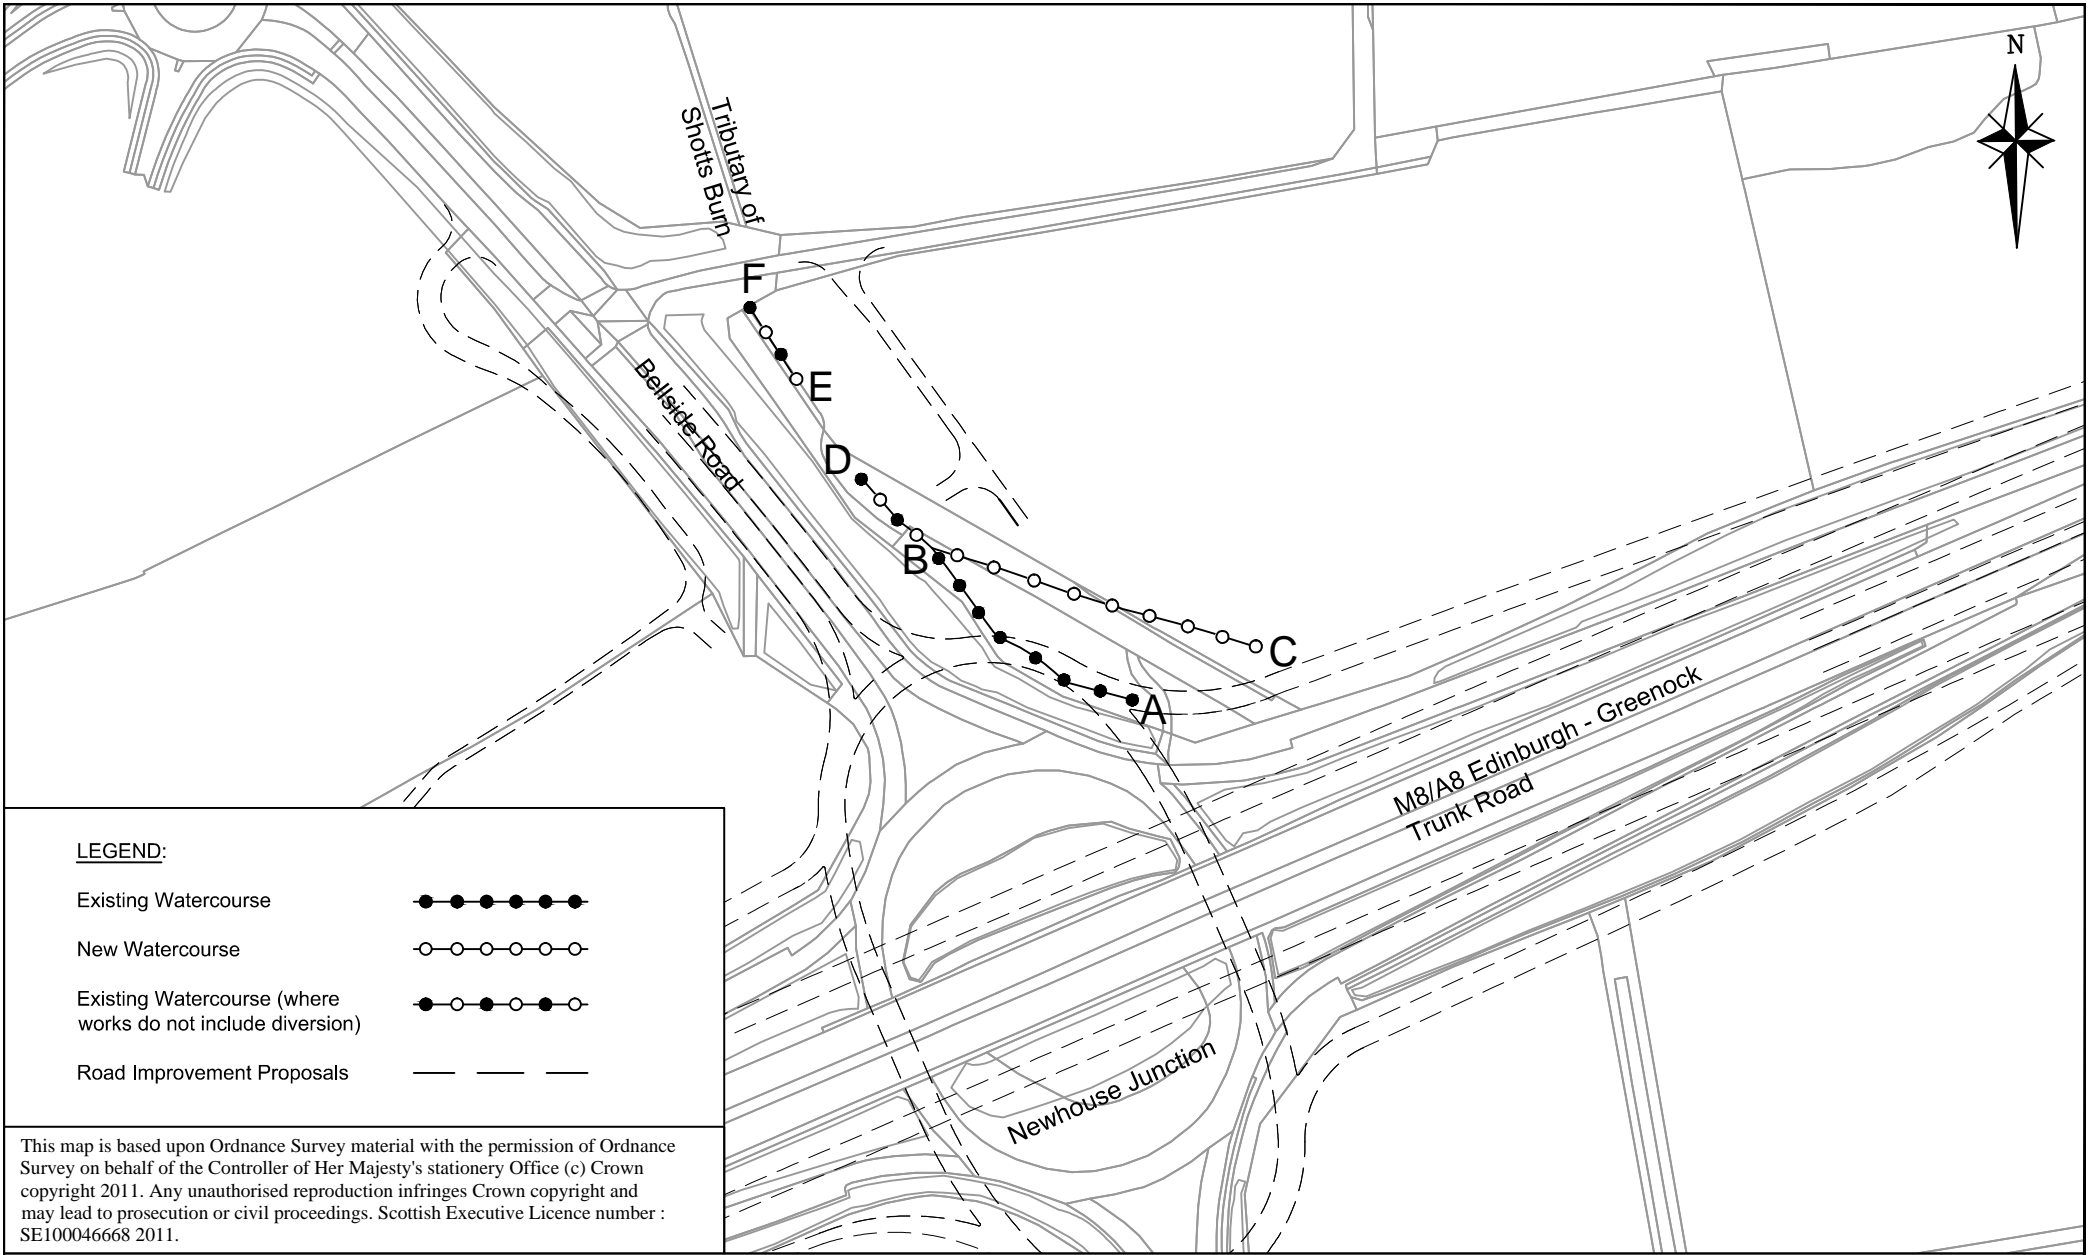 N
Tributary of
Shotts Burn
F
E
Bellside Road
D
B
C
A
M8/A8 Edinburgh - Greenock
Trunk Road
Newhouse Junction
LEGEND:
Existing Watercourse
New Watercourse
Existing Watercourse (where
works do not include diversion)
Road Improvement Proposals
This map is based upon Ordnance Survey material with the permission of Ordnance
Survey on behalf of the Controller of Her Majesty's stationery Office (c) Crown
copyright 2011. Any unauthorised reproduction infringes Crown copyright and
may lead to prosecution or civil proceedings. Scottish Executive Licence number :
SE100046668 2011.